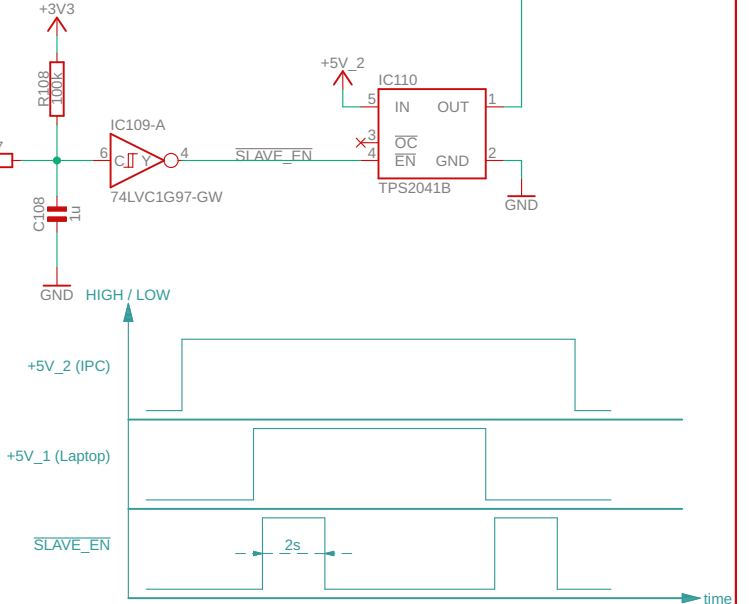 +3V3
R108
100k
IC109-A
6
C
Y
4
74LVC1G97-GW
C108
1u
GND
SLAVE_EN
+5V_2
IC110
5
IN
OUT
1
3
OC
4
EN
GND
2
TPS2041B
GND
HIGH / LOW
+5V_2 (IPC)
+5V_1 (Laptop)
SLAVE_EN
2s
time